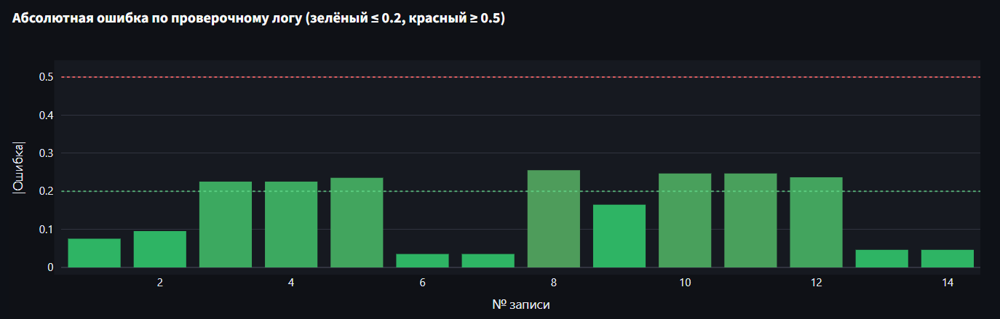 Абсолютная ошибка по проверочному логу (зелёный ≤ 0.2, красный ≥ 0.5)
0.5
0.4
0.3
0.2
0.1
0
|Ошибка|
2 4 6 8 10 12 14
№ записи